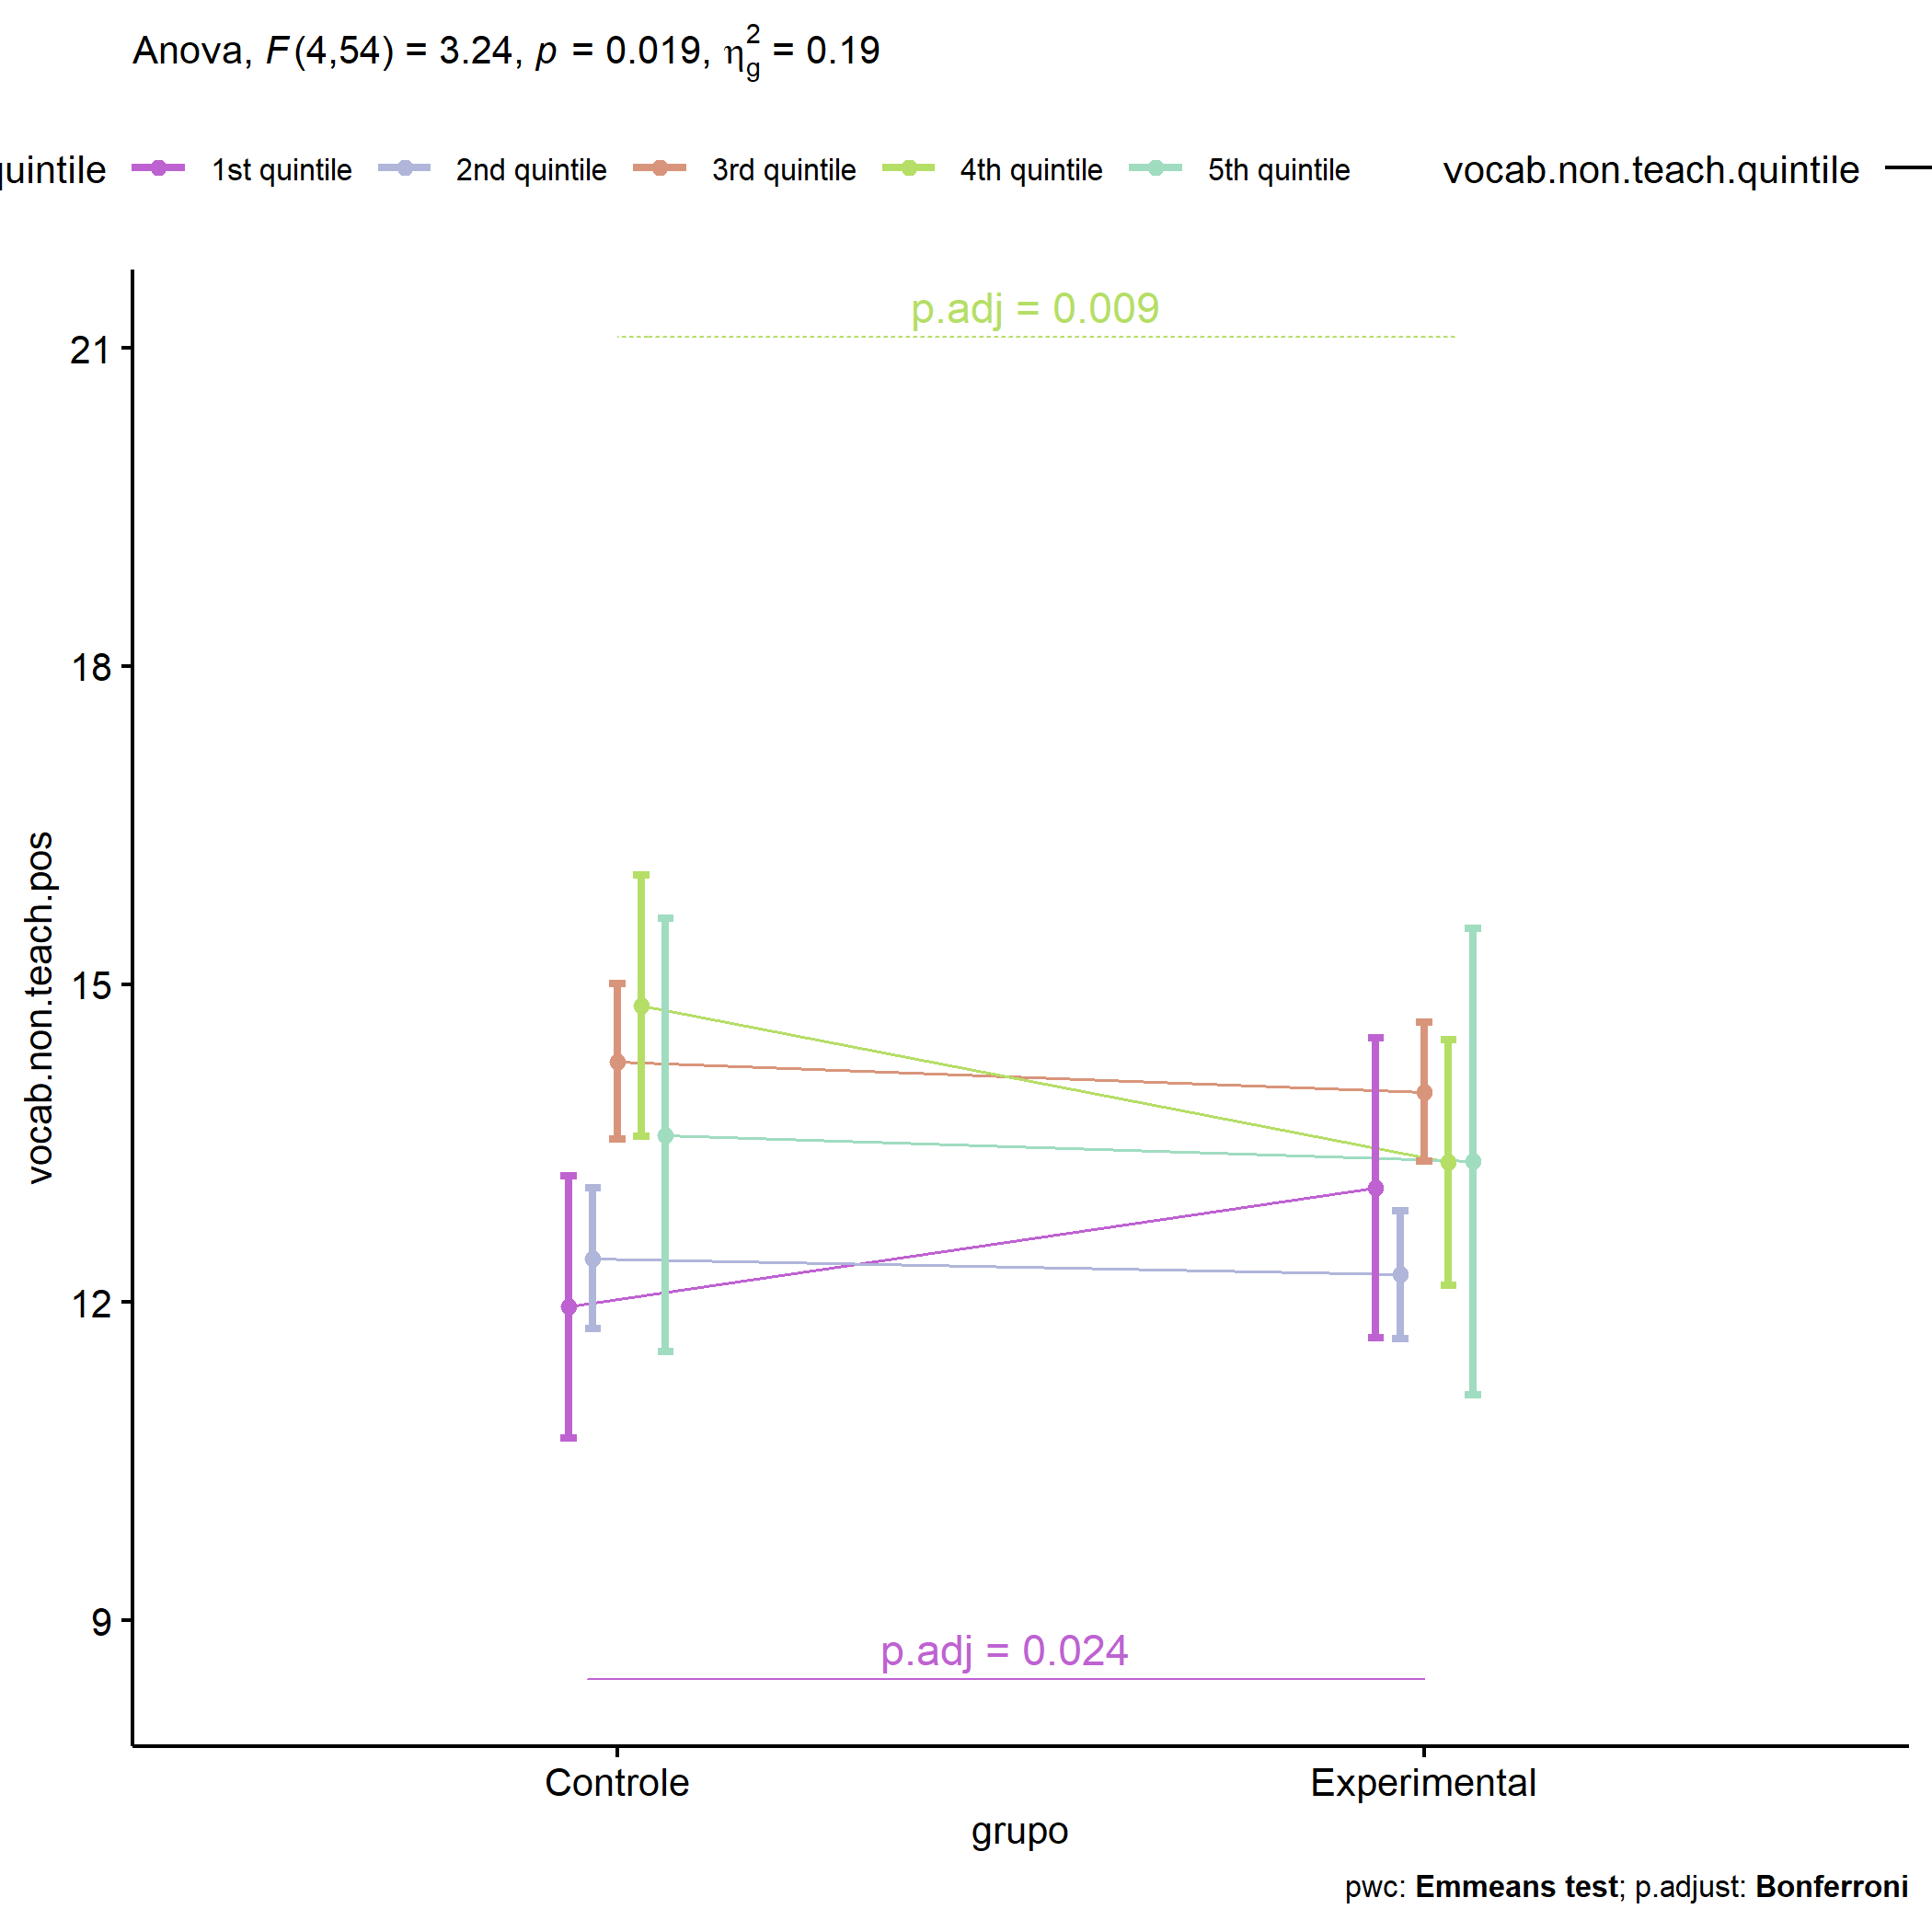 Anova, F(4,54) = 3.24, p = 0.019, η²g = 0.19
quintile 1st quintile 2nd quintile 3rd quintile 4th quintile 5th quintile vocab.non.teach.quintile
p.adj = 0.009
21
18
15
12
9
vocab.non.teach.pos
p.adj = 0.024
Controle Experimental
grupo
pwc: Emmeans test; p.adjust: Bonferroni